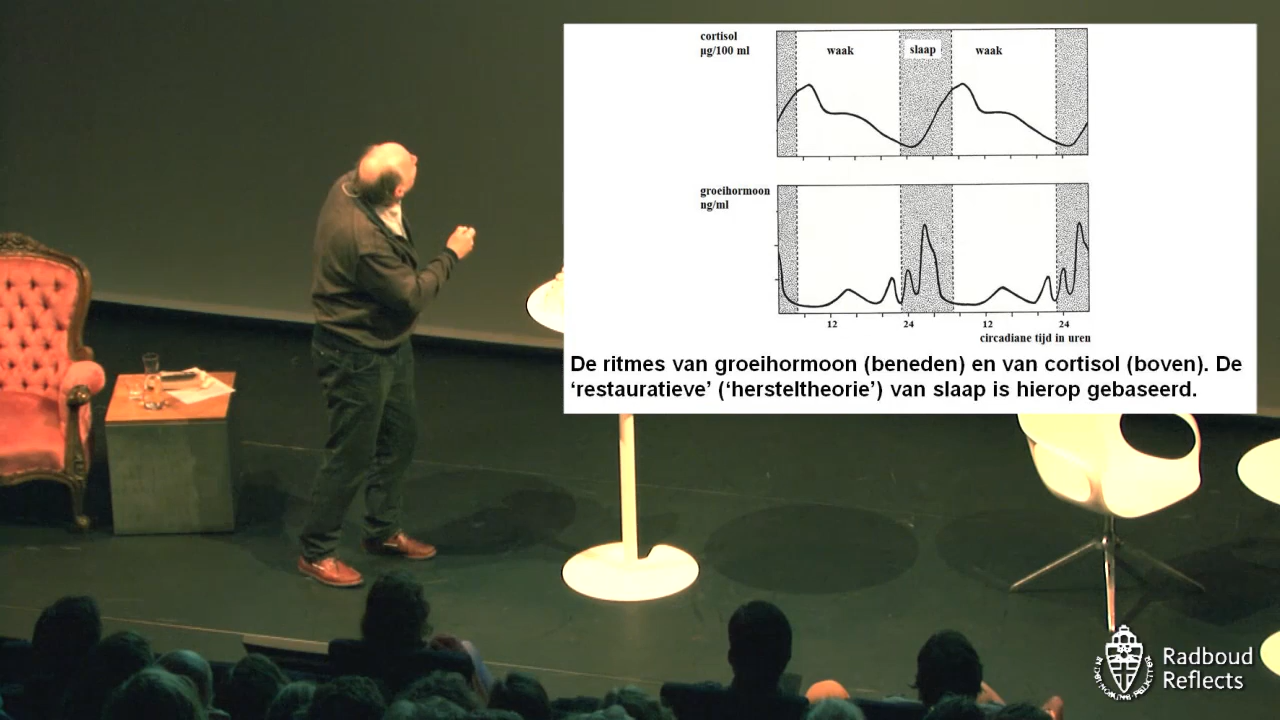 cortisol
µg/100 ml
waak
slaap
waak
groeihormoon
ng/ml
12
24
12
24
circadiane tijd in uren
De ritmes van groeihormoon (beneden) en van cortisol (boven). De
‘restauratieve’ (‘hersteltheorie’) van slaap is hierop gebaseerd.
Radboud
Reflects